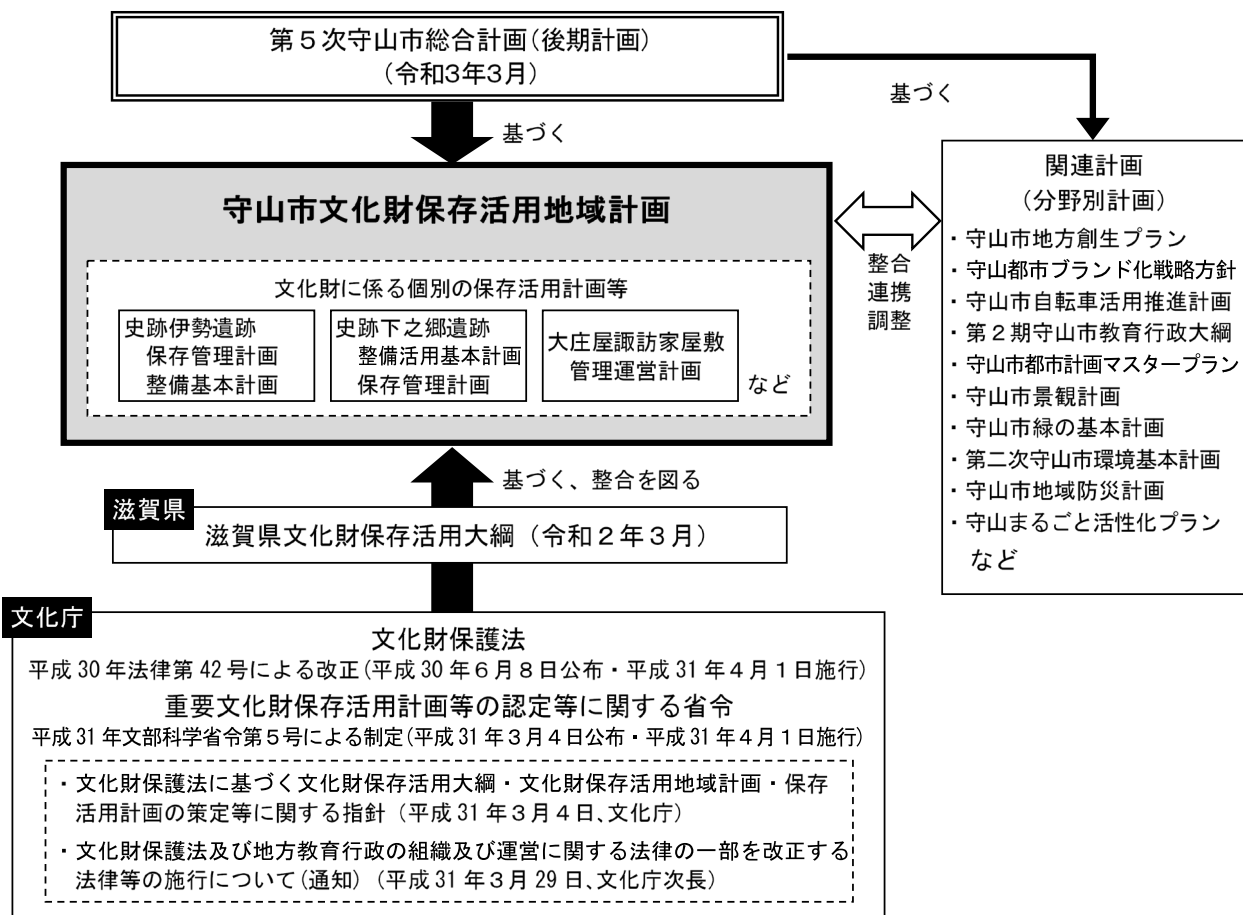 第５次守山市総合計画(後期計画)
(令和3年3月)
基づく
基づく
守山市文化財保存活用地域計画
文化財に係る個別の保存活用計画等
史跡伊勢遺跡
保存管理計画
整備基本計画
史跡下之郷遺跡
整備活用基本計画
保存管理計画
大庄屋諏訪家屋敷
管理運営計画
など
整合
連携
調整
関連計画
(分野別計画)
・守山市地方創生プラン
・守山都市ブランド化戦略方針
・守山市自転車活用推進計画
・第２期守山市教育行政大綱
・守山市都市計画マスタープラン
・守山市景観計画
・守山市緑の基本計画
・第二次守山市環境基本計画
・守山市地域防災計画
・守山まるごと活性化プラン
など
基づく、整合を図る
滋賀県
滋賀県文化財保存活用大綱（令和２年３月）
文化庁
文化財保護法
平成30年法律第42号による改正(平成30年６月８日公布・平成31年４月１日施行)
重要文化財保存活用計画等の認定等に関する省令
平成31年文部科学省令第５号による制定(平成31年３月４日公布・平成31年４月１日施行)
・文化財保護法に基づく文化財保存活用大綱・文化財保存活用地域計画・保存
活用計画の策定等に関する指針（平成31年３月４日、文化庁）
・文化財保護法及び地方教育行政の組織及び運営に関する法律の一部を改正する
法律等の施行について(通知)（平成31年３月29日、文化庁次長）